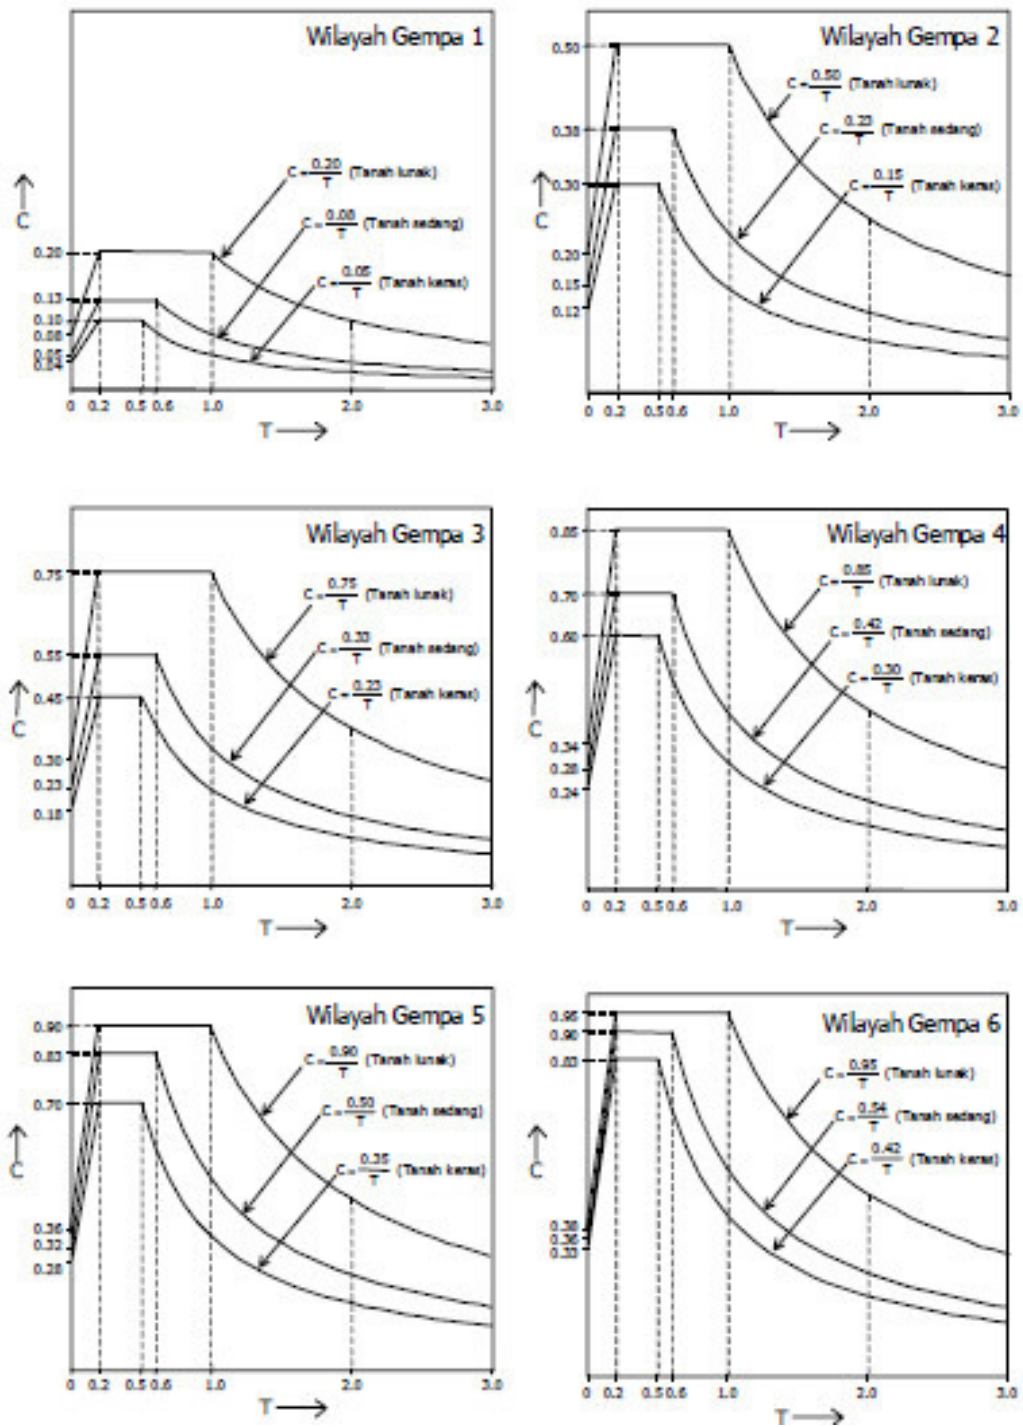 Wilayah Gempa 1
C = 0.20/T (Tanah lunak)
C = 0.08/T (Tanah sedang)
C = 0.05/T (Tanah keras)
C
0.20
0.13
0.10
0.08
0.05
0.04
0 0.2 0.5 0.6 1.0 2.0 3.0
T
Wilayah Gempa 2
C = 0.50/T (Tanah lunak)
C = 0.23/T (Tanah sedang)
C = 0.15/T (Tanah keras)
C
0.50
0.38
0.30
0.20
0.15
0.12
0 0.2 0.5 0.6 1.0 2.0 3.0
T
Wilayah Gempa 3
C = 0.75/T (Tanah lunak)
C = 0.33/T (Tanah sedang)
C = 0.23/T (Tanah keras)
C
0.75
0.55
0.45
0.30
0.23
0.18
0 0.2 0.5 0.6 1.0 2.0 3.0
T
Wilayah Gempa 4
C = 0.85/T (Tanah lunak)
C = 0.42/T (Tanah sedang)
C = 0.30/T (Tanah keras)
C
0.85
0.70
0.60
0.34
0.28
0.24
0 0.2 0.5 0.6 1.0 2.0 3.0
T
Wilayah Gempa 5
C = 0.90/T (Tanah lunak)
C = 0.50/T (Tanah sedang)
C = 0.35/T (Tanah keras)
C
0.90
0.83
0.70
0.36
0.32
0.28
0 0.2 0.5 0.6 1.0 2.0 3.0
T
Wilayah Gempa 6
C = 0.95/T (Tanah lunak)
C = 0.54/T (Tanah sedang)
C = 0.42/T (Tanah keras)
C
0.95
0.90
0.83
0.38
0.36
0.33
0 0.2 0.5 0.6 1.0 2.0 3.0
T